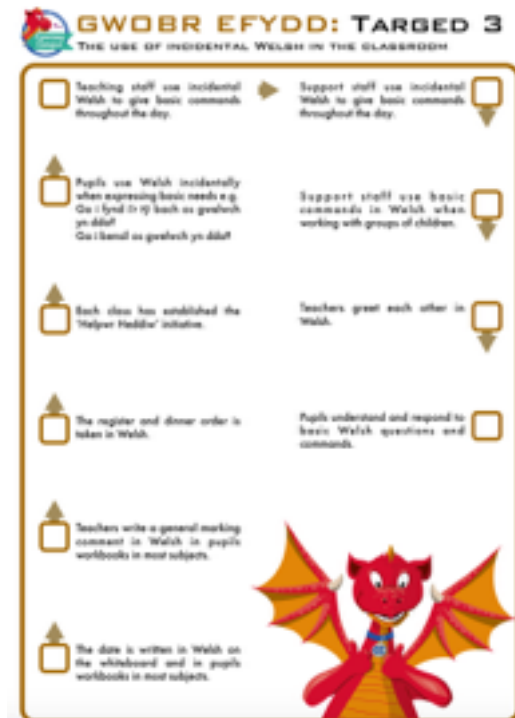 GWOBR EFYDD: TARGED 3
THE USE OF INCIDENTAL WELSH IN THE CLASSROOM
Teaching staff use incidental
Welsh to give basic commands
throughout the day.
Pupils use Welsh incidentally
when expressing basic needs e.g.
Ga i fynd i'r tŷ bach os gwelwch
yn dda?
Ga i bensil os gwelwch yn dda?
Each class has established the
'Helpwr Heddiw' initiative.
The register and dinner order is
taken in Welsh.
Teachers write a general marking
comment in Welsh in pupils
workbooks in most subjects.
The date is written in Welsh on
the whiteboard and in pupils
workbooks in most subjects.
Support staff use incidental
Welsh to give basic commands
throughout the day.
Support staff use basic
commands in Welsh when
working with groups of children.
Teachers greet each other in
Welsh.
Pupils understand and respond to
basic Welsh questions and
commands.